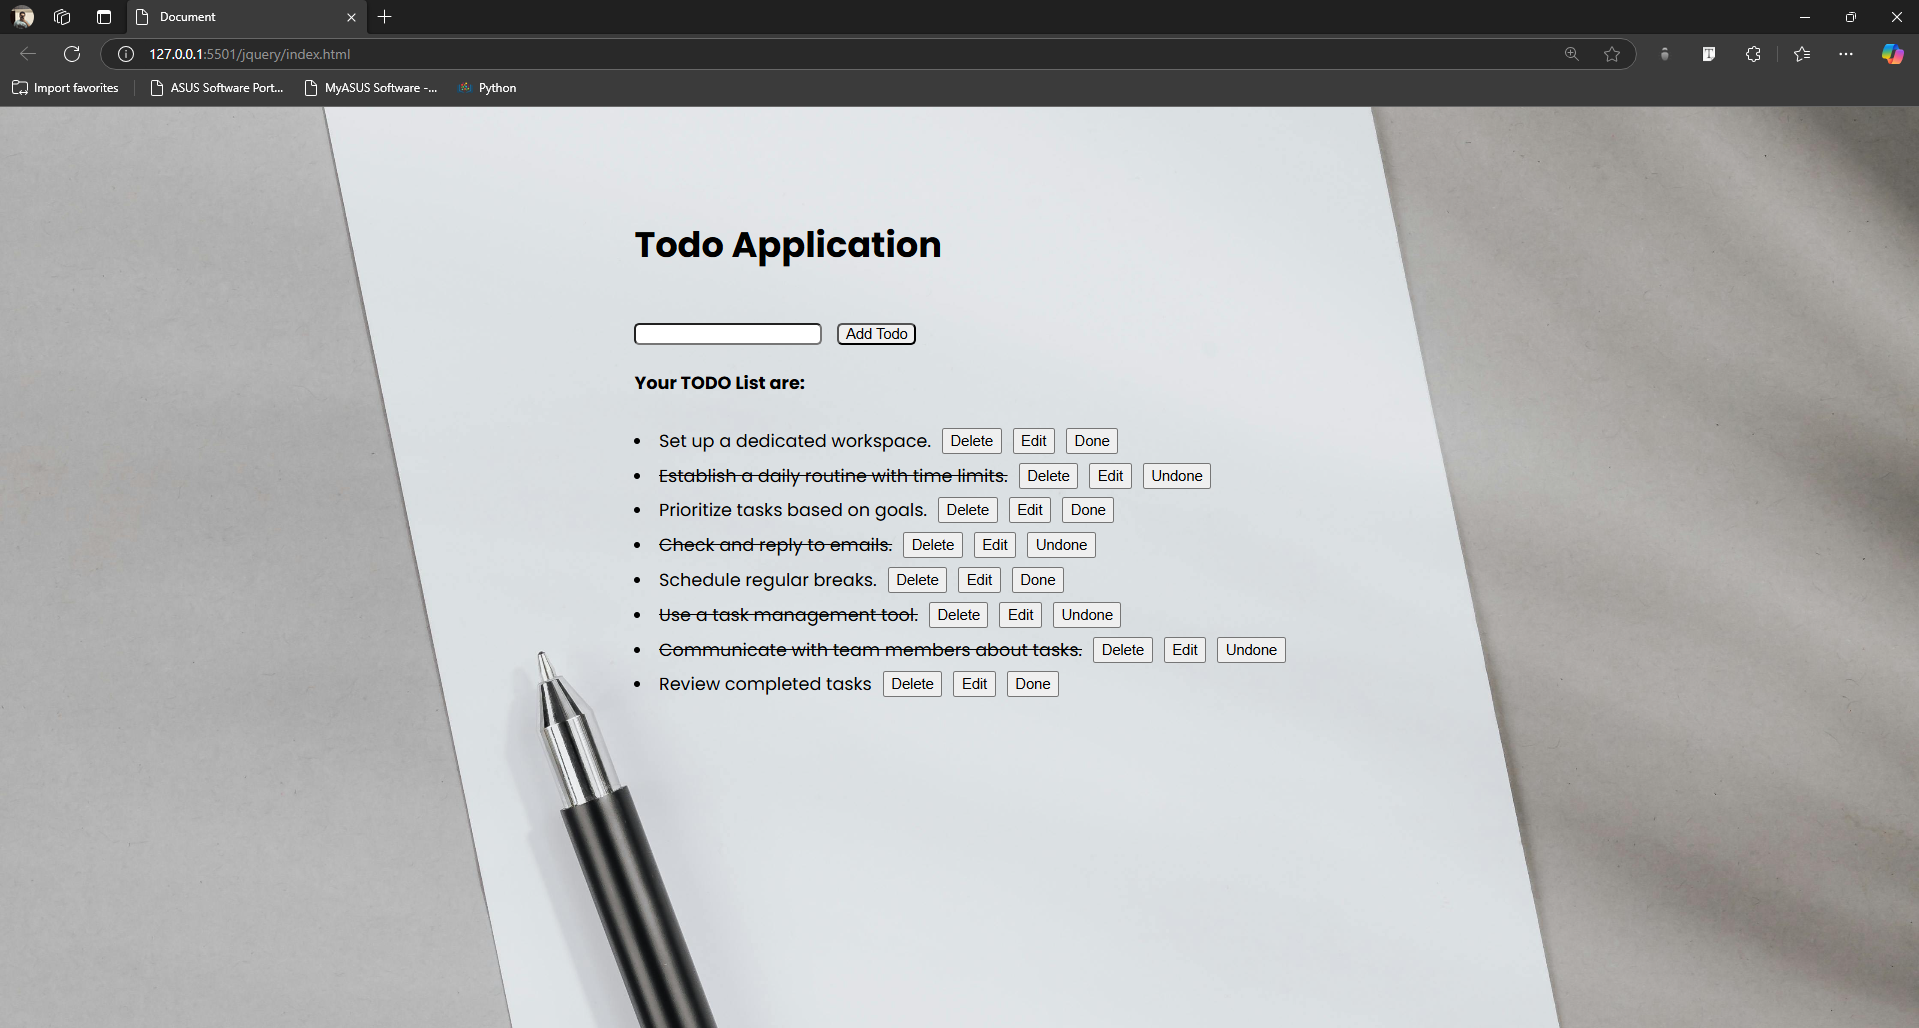 Document
127.0.0.1:5501/jquery/index.html
Import favorites ASUS Software Port... MyASUS Software -... Python
Todo Application
Add Todo
Your TODO List are:
Set up a dedicated workspace. Delete Edit Done
Establish a daily routine with time limits. Delete Edit Undone
Prioritize tasks based on goals. Delete Edit Done
Check and reply to emails. Delete Edit Undone
Schedule regular breaks. Delete Edit Done
Use a task management tool. Delete Edit Undone
Communicate with team members about tasks. Delete Edit Undone
Review completed tasks Delete Edit Done